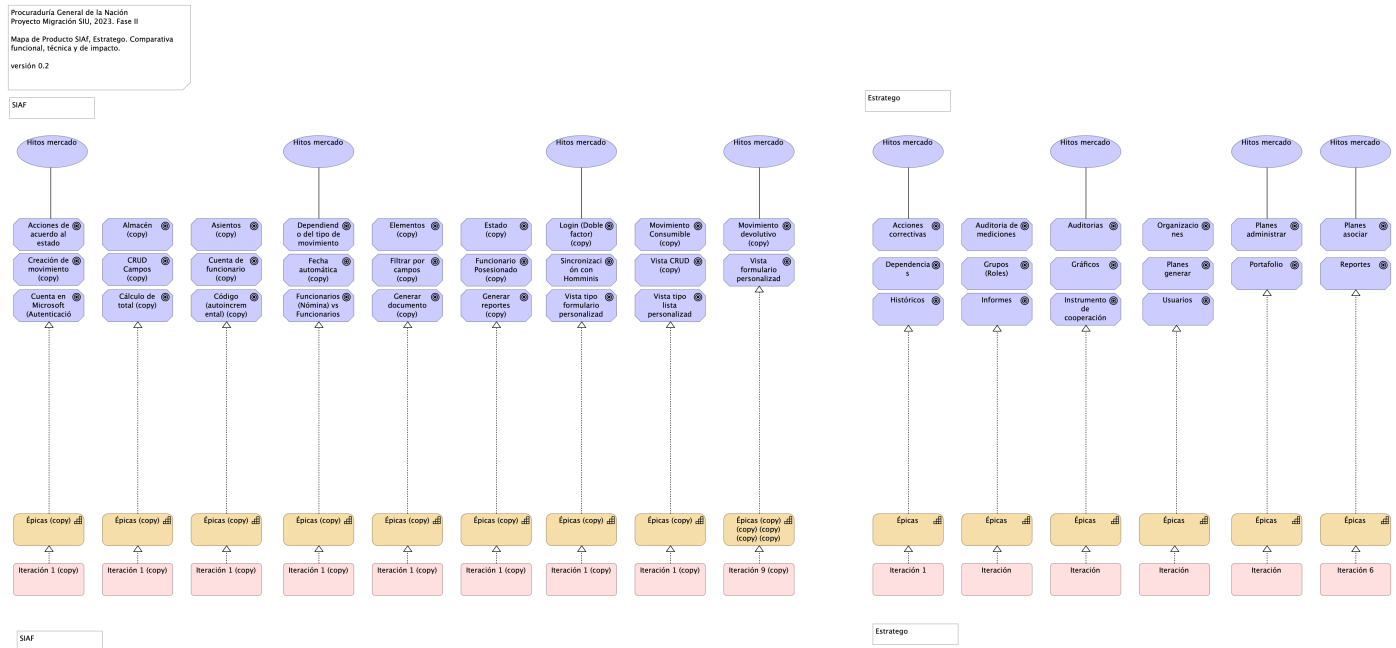 Procuraduría General de la Nación
Proyecto Migración SIU, 2023. Fase II
Mapa de Producto SIAf, Estratego. Comparativa
funcional, técnica y de impacto.
versión 0.2
SIAF
Estratego
Hitos mercado
Hitos mercado
Hitos mercado
Hitos mercado
Hitos mercado
Hitos mercado
Hitos mercado
Hitos mercado
Acciones de
acuerdo al
estado
Almacén
(copy)
Asientos
(copy)
Dependiend
o del tipo de
movimiento
Elementos
(copy)
Estado
(copy)
Login (Doble
factor)
(copy)
Movimiento
Consumible
(copy)
Movimiento
devolutivo
(copy)
Acciones
correctivas
Auditoria de
mediciones
Auditorias
Organizacio
nes
Planes
administrar
Planes
asociar
Creación de
movimiento
(copy)
CRUD
Campos
(copy)
Cuenta de
funcionario
(copy)
Fecha
automática
(copy)
Filtrar por
campos
(copy)
Funcionario
Posesionado
(copy)
Sincronizaci
ón con
Homminis
Vista CRUD
(copy)
Vista
formulario
personalizad
Dependencia
s
Grupos
(Roles)
Gráficos
Planes
generar
Portafolio
Reportes
Cuenta en
Microsoft
(Autenticació
Cálculo de
total (copy)
Código
(autoincrem
ental) (copy)
Funcionarios
(Nómina) vs
Funcionarios
Generar
documento
(copy)
Generar
reportes
(copy)
Vista tipo
formulario
personalizad
Vista tipo
lista
personalizad
Históricos
Informes
Instrumento
de
cooperación
Usuarios
Épicas (copy)
Épicas (copy)
Épicas (copy)
Épicas (copy)
Épicas (copy)
Épicas (copy)
Épicas (copy)
Épicas (copy)
Épicas (copy)
(copy) (copy)
(copy) (copy)
Épicas
Épicas
Épicas
Épicas
Épicas
Épicas
Iteración 1 (copy)
Iteración 1 (copy)
Iteración 1 (copy)
Iteración 1 (copy)
Iteración 1 (copy)
Iteración 1 (copy)
Iteración 1 (copy)
Iteración 1 (copy)
Iteración 9 (copy)
Iteración 1
Iteración
Iteración
Iteración
Iteración
Iteración 6
SIAF
Estratego